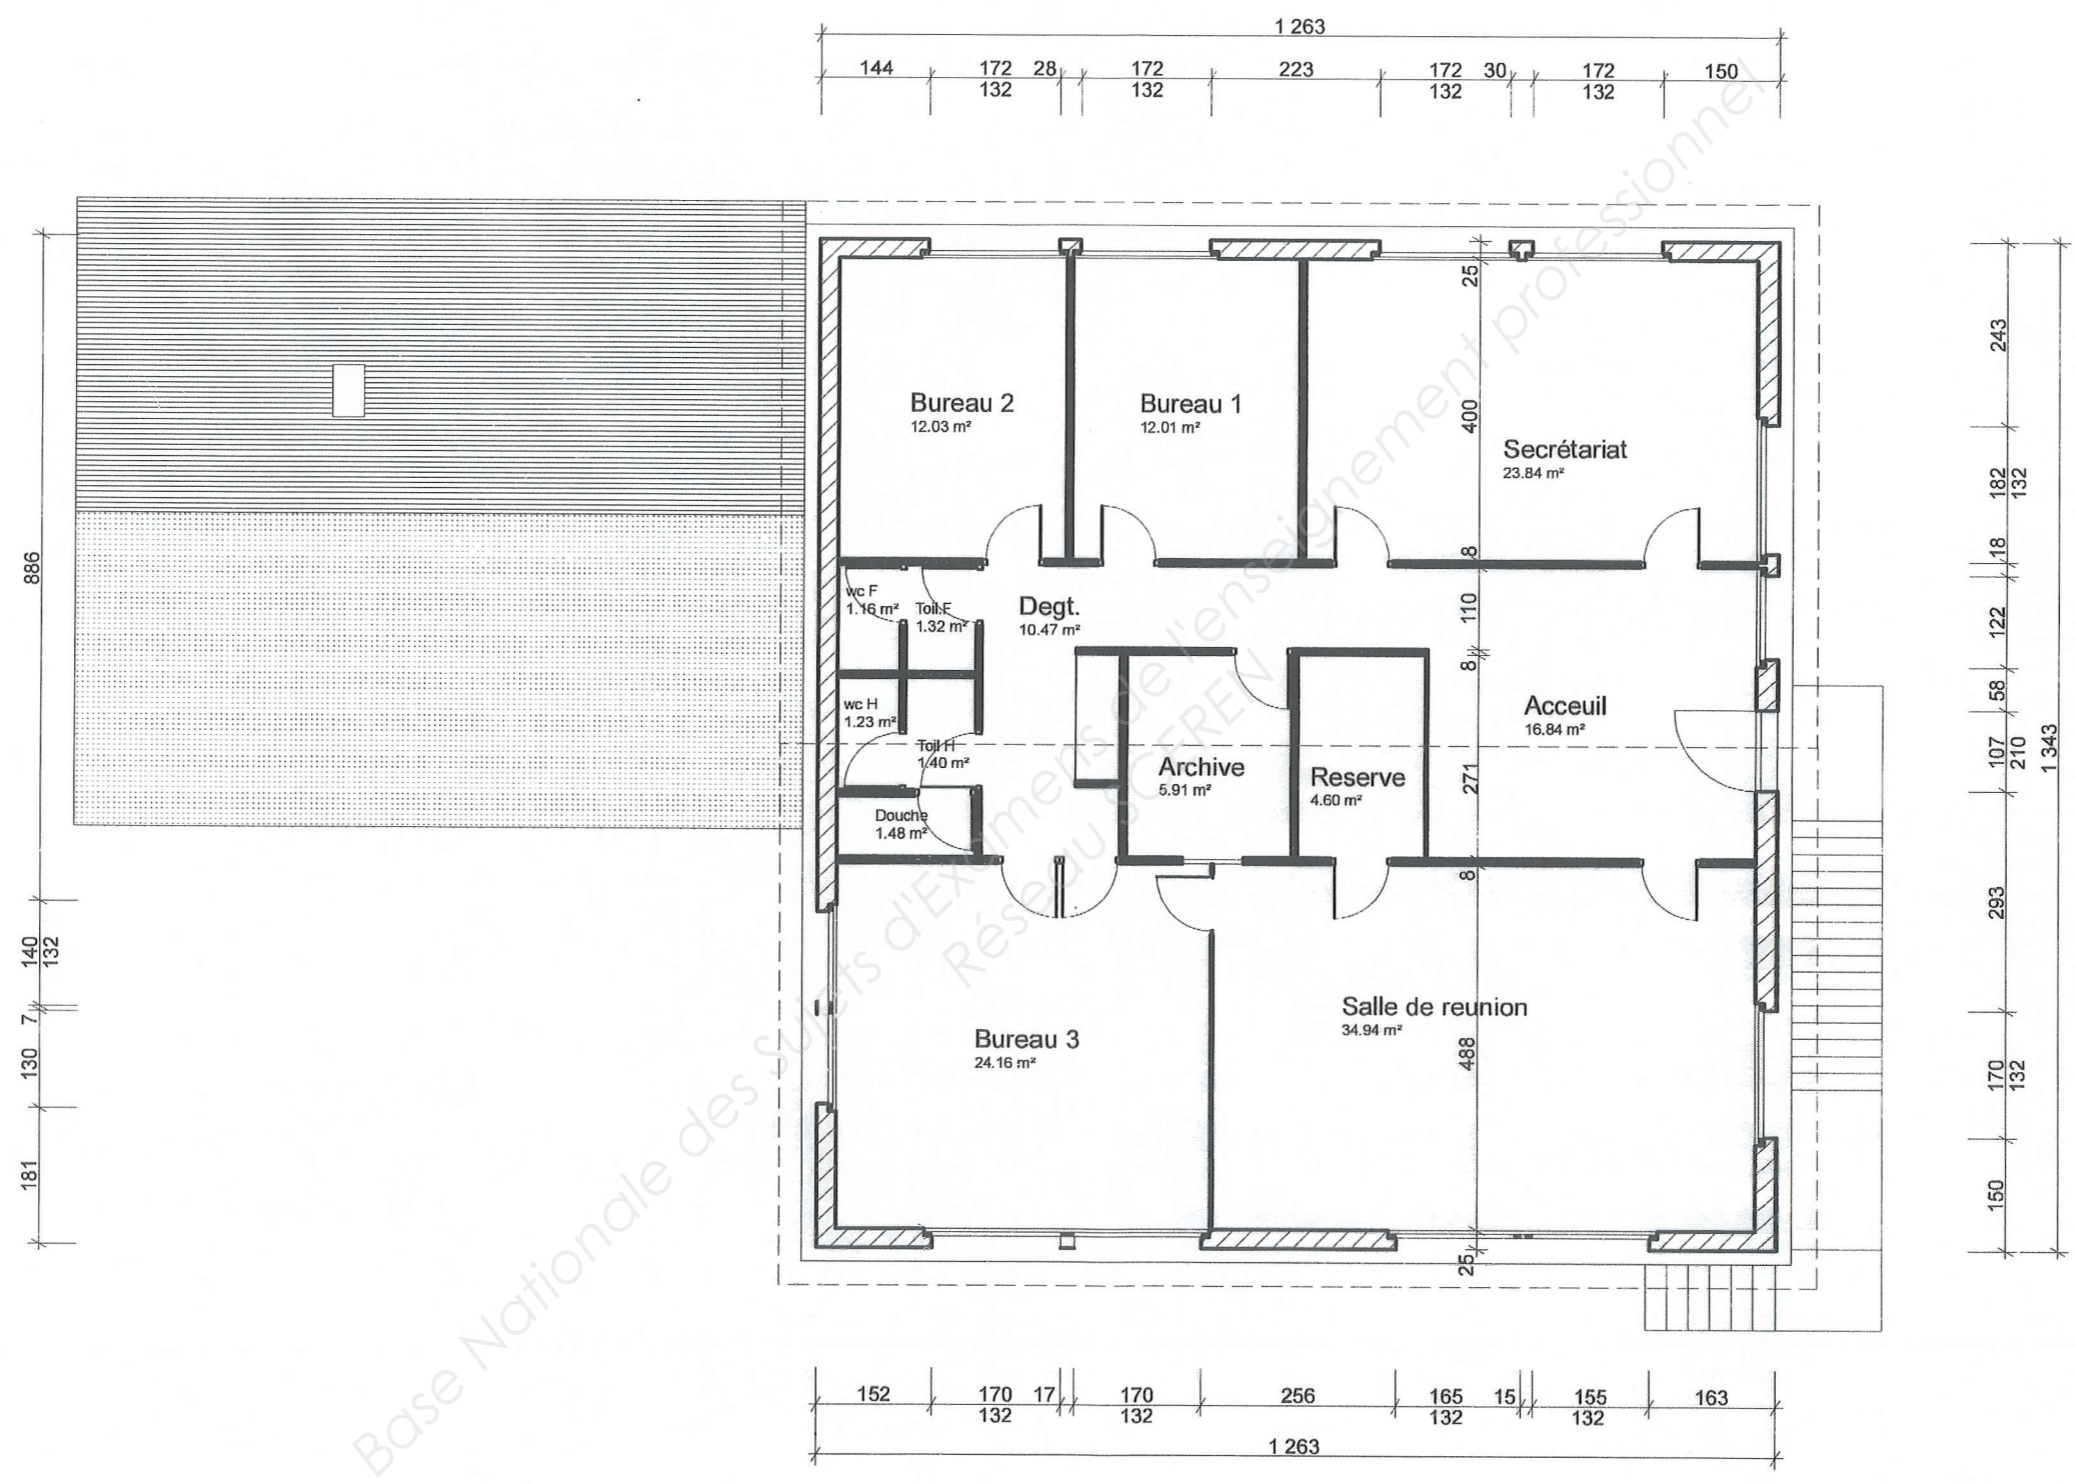 1 263
144 172 28 172 223 172 30 172 150
132 132 132 132
25
243
Bureau 2
12.03 m²
Bureau 1
12.01 m²
400
Secrétariat
23.84 m²
182
132
8
18
886
wc F
1.16 m²
Toil.F
1.32 m²
Degt.
10.47 m²
110
122
8
58
wc H
1.23 m²
Toil H
1.40 m²
Acceuil
16.84 m²
107
210
1 343
Archive
5.91 m²
Reserve
4.60 m²
271
Douche
1.48 m²
8
293
140
132
7
Salle de reunion
34.94 m²
Bureau 3
24.16 m²
488
130
170
132
181
150
25
152 170 17 170 256 165 15 155 163
132 132 132 132
1 263
Base Nationale des Sujets d'Examens de l'enseignement professionnel
Réseau SCEREN